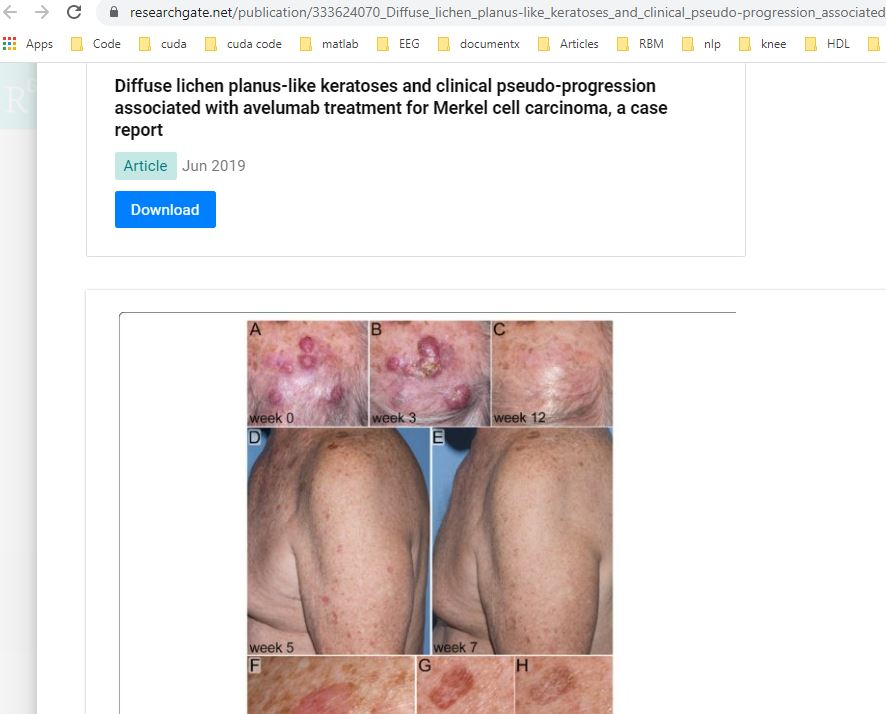 researchgate.net/publication/333624070_Diffuse_lichen_planus-like_keratoses_and_clinical_pseudo-progression_associated
Apps Code cuda cuda code matlab EEG documentx Articles RBM nlp knee HDL
R G
Diffuse lichen planus-like keratoses and clinical pseudo-progression
associated with avelumab treatment for Merkel cell carcinoma, a case
report
Article Jun 2019
Download
A B C
week 0 week 3 week 12
D E
week 5 week 7
F G H